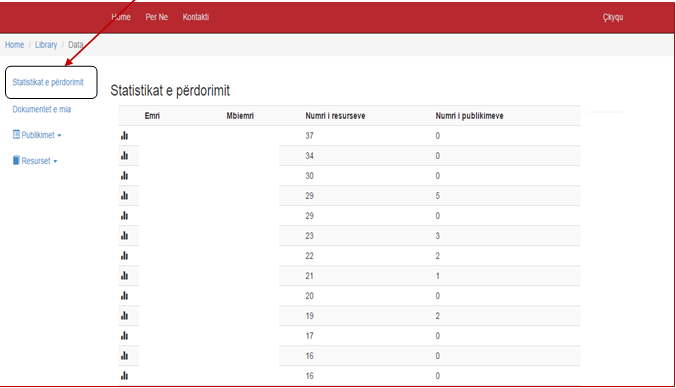 Home Per Ne Kontakti Çkyqu
Home / Library / Data
Statistikat e përdorimit
Dokumentet e mia
Publikimet
Resurset
Statistikat e përdorimit
Emri Mbiemri Numri i resurseve Numri i publikimeve
37 0
34 0
30 0
29 5
29 0
23 3
22 2
21 1
20 0
19 2
17 0
16 0
16 0